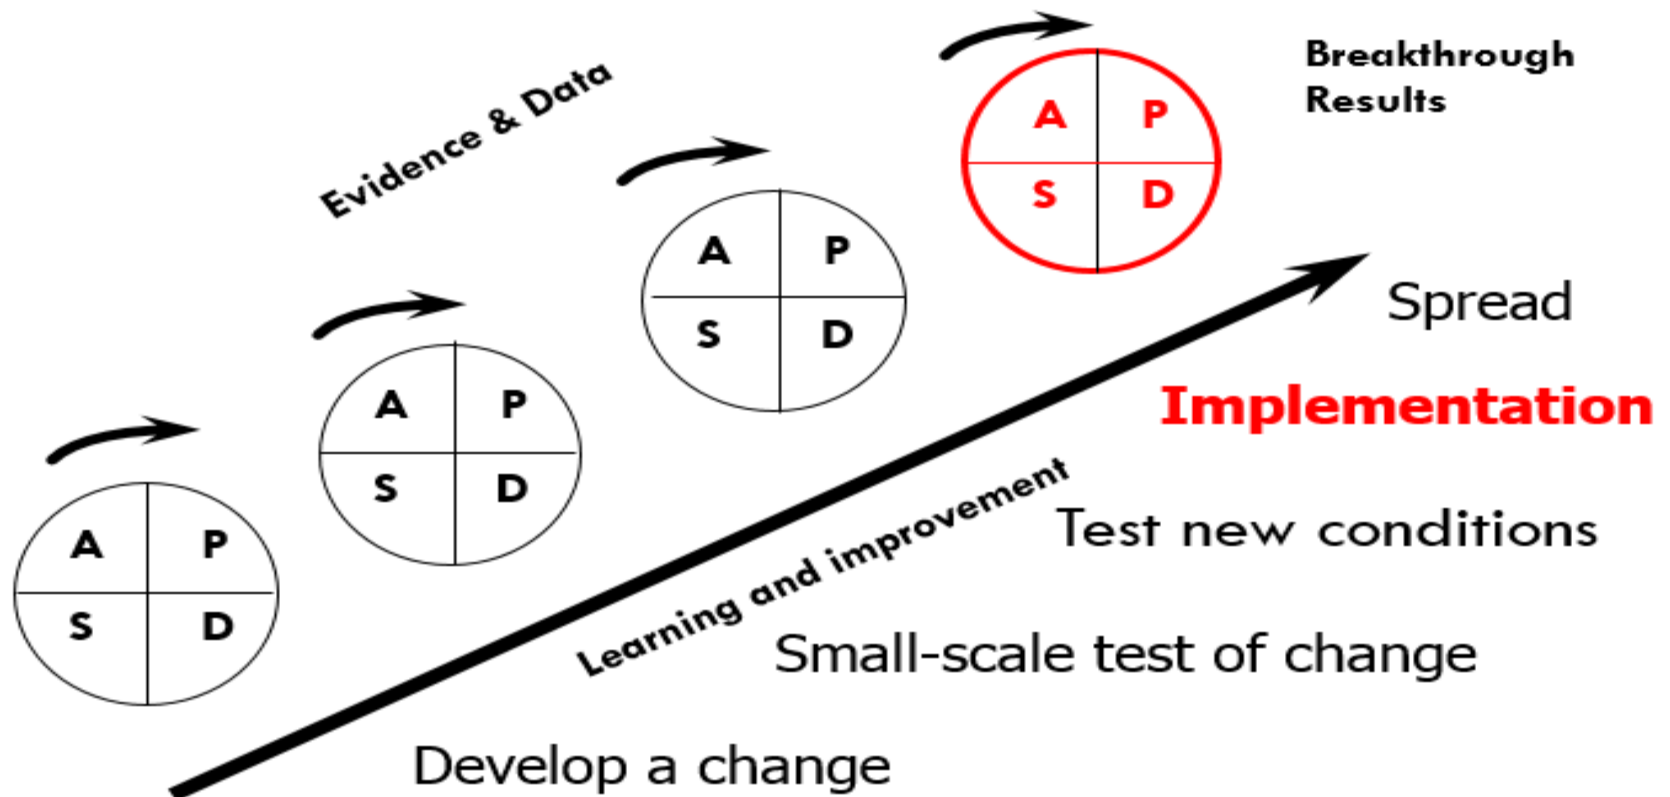 Breakthrough
Results
Evidence & Data
A P
S D
A P
S D
A P
S D
A P
S D
Spread
Implementation
Learning and improvement
Test new conditions
Small-scale test of change
Develop a change